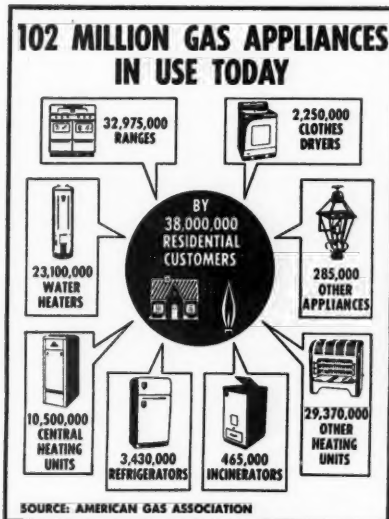 102 MILLION GAS APPLIANCES
IN USE TODAY
32,975,000
RANGES
2,250,000
CLOTHES
DRYERS
BY
38,000,000
RESIDENTIAL
CUSTOMERS
23,100,000
WATER
HEATERS
285,000
OTHER
APPLIANCES
10,500,000
CENTRAL
HEATING
UNITS
3,430,000
REFRIGERATORS
465,000
INCINERATORS
29,370,000
OTHER
HEATING
UNITS
SOURCE: AMERICAN GAS ASSOCIATION